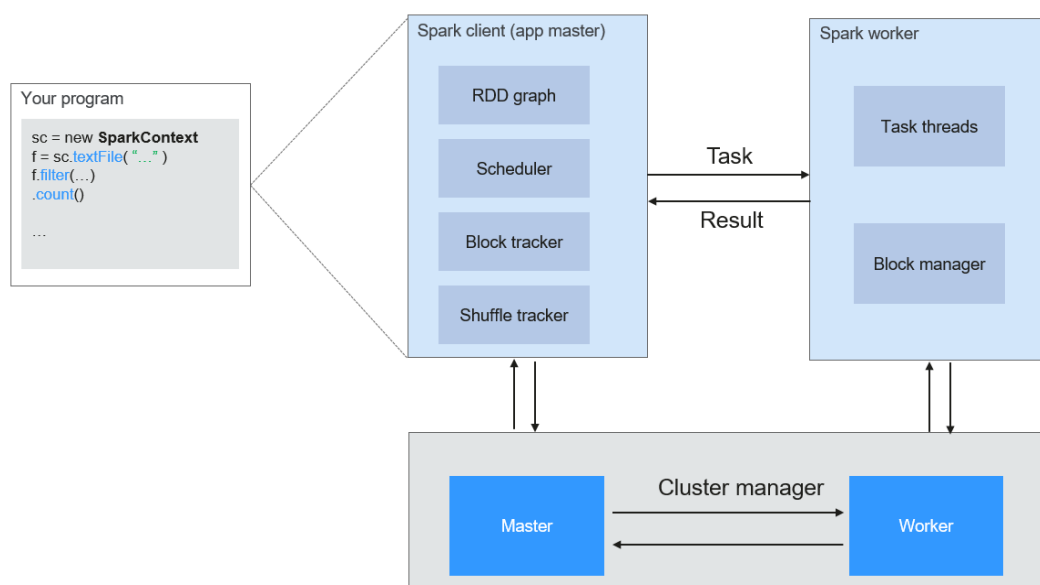 Your program
sc = new SparkContext
f = sc.textFile( “…” )
f.filter(…)
.count()
…
Spark client (app master)
RDD graph
Scheduler
Block tracker
Shuffle tracker
Task
Result
Spark worker
Task threads
Block manager
Cluster manager
Master
Worker